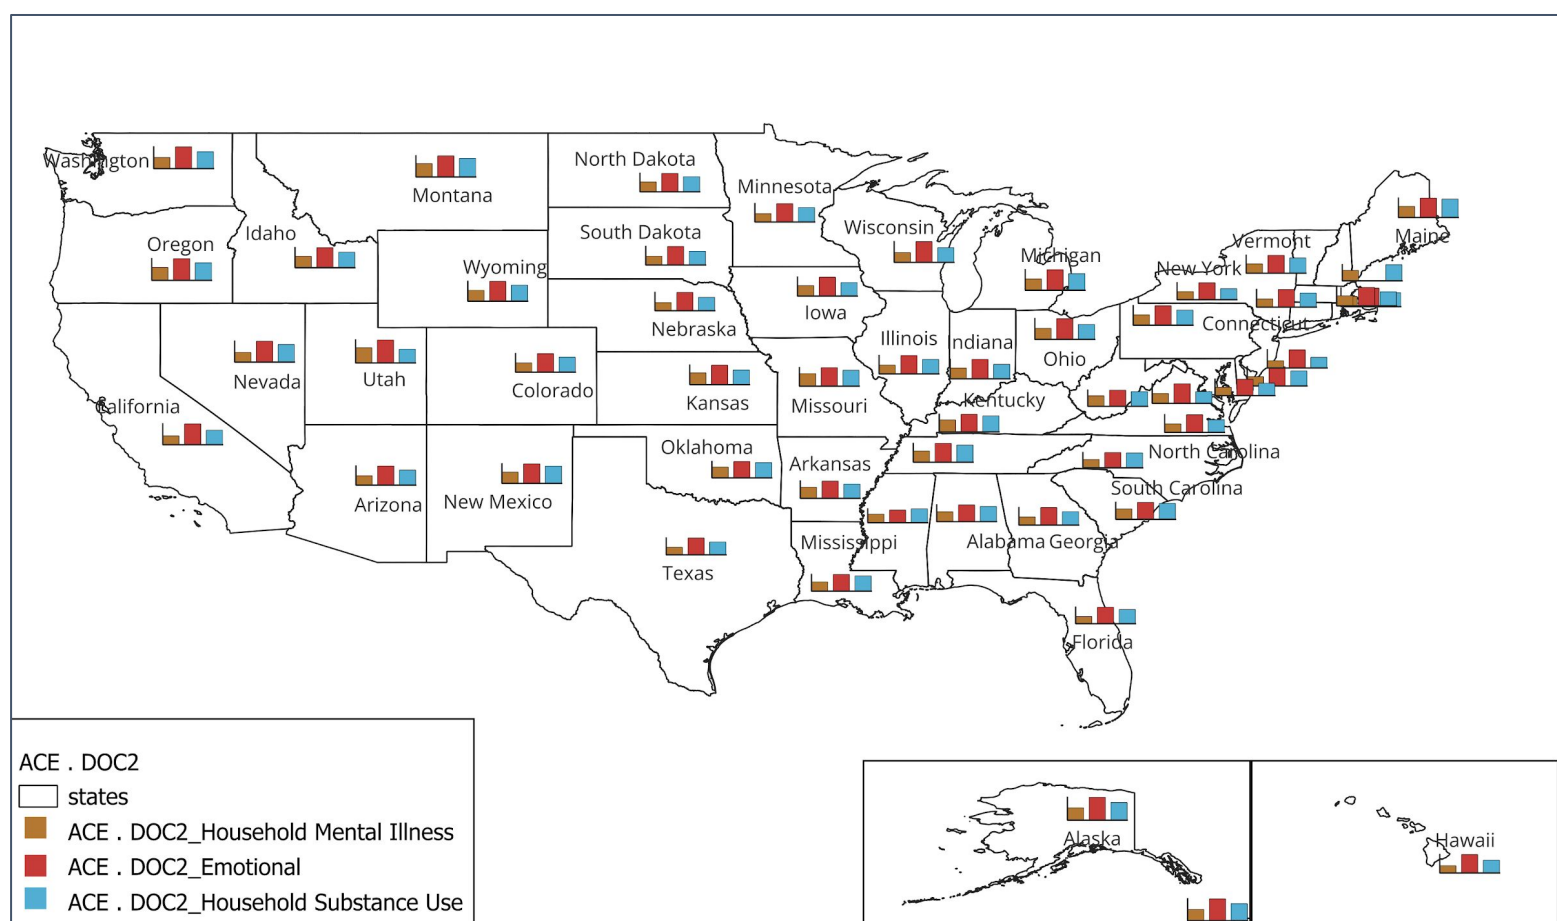 Washington
Montana
North Dakota
Minnesota
Oregon
Idaho
South Dakota
Wisconsin
Vermont
Maine
Wyoming
Michigan
New York
Nebraska
Iowa
Connecticut
Illinois
Indiana
Ohio
Nevada
Utah
Colorado
Kansas
Missouri
Kentucky
California
Oklahoma
Arkansas
North Carolina
Arizona
New Mexico
South Carolina
Mississippi
Alabama
Georgia
Texas
Florida
ACE . DOC2
states
ACE . DOC2_Household Mental Illness
ACE . DOC2_Emotional
ACE . DOC2_Household Substance Use
Alaska
Hawaii